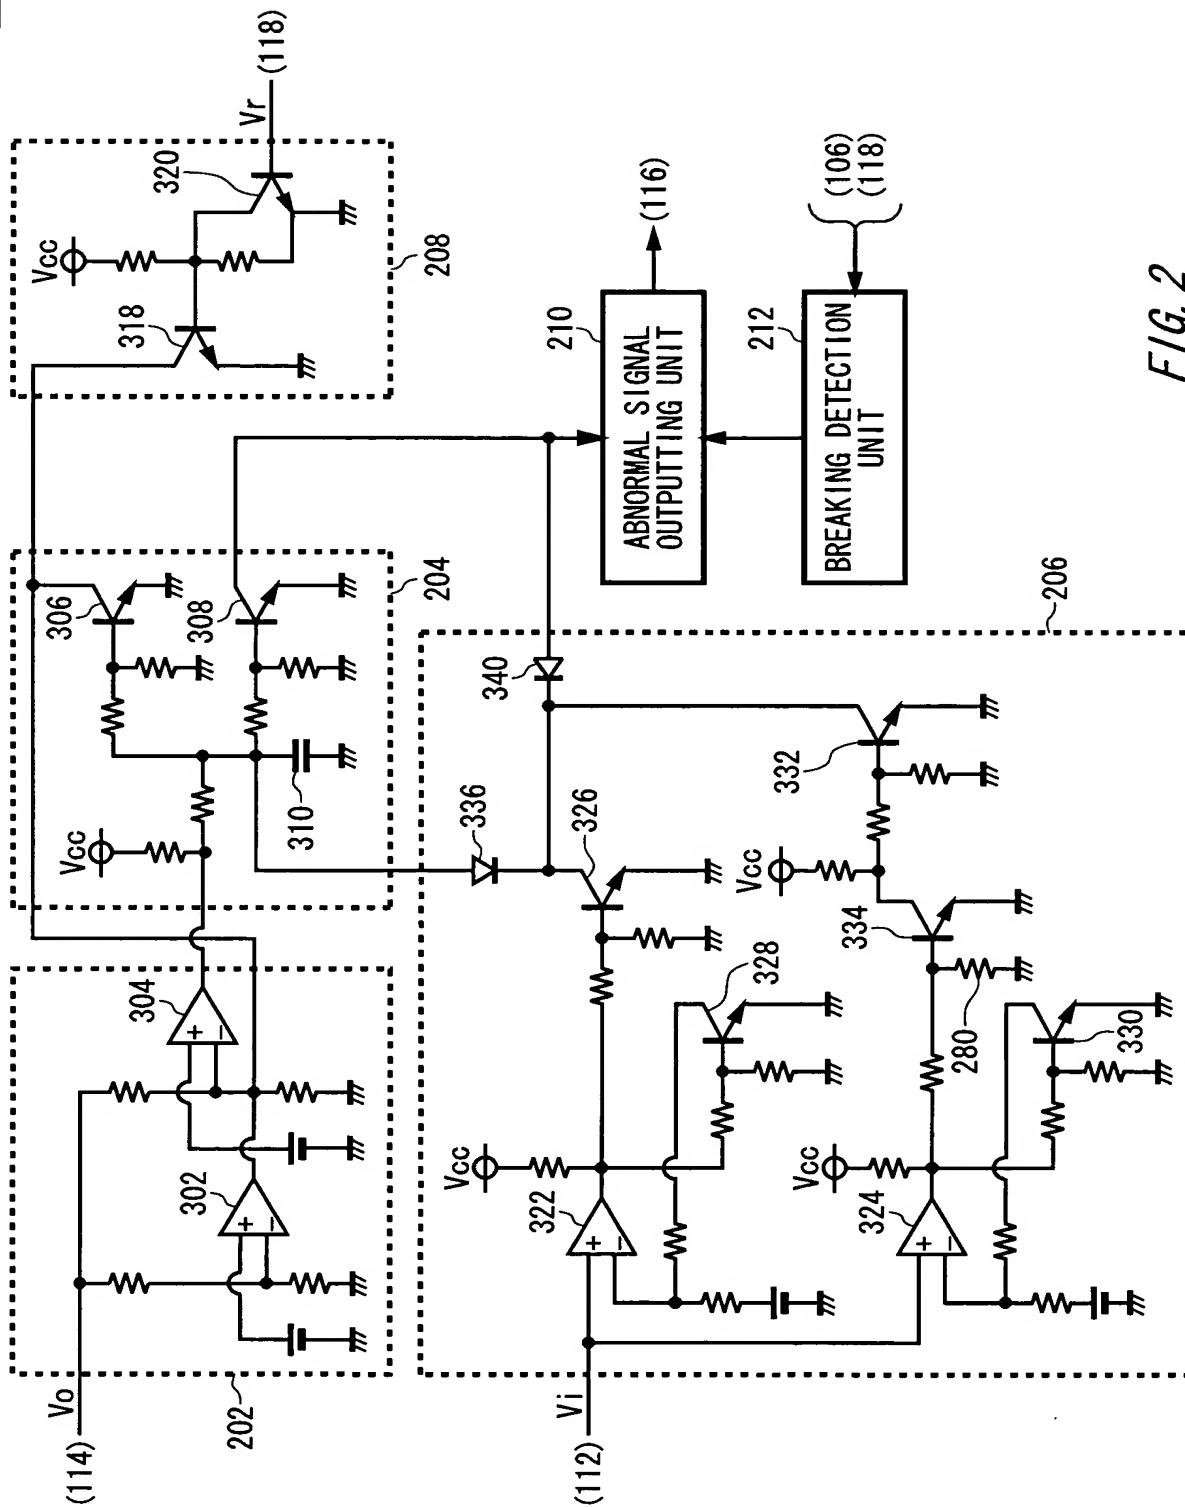 Vo
(114)
202
302
304
Vcc
310
306
308
204
Vcc
318
320
208
Vr
(118)
Vi
(112)
Vcc
322
328
326
336
340
Vcc
324
330
280
334
Vcc
332
206
210
ABNORMAL SIGNAL
OUTPUTTING UNIT
(116)
212
BREAKING DETECTION
UNIT
(106)
(118)
FIG. 2